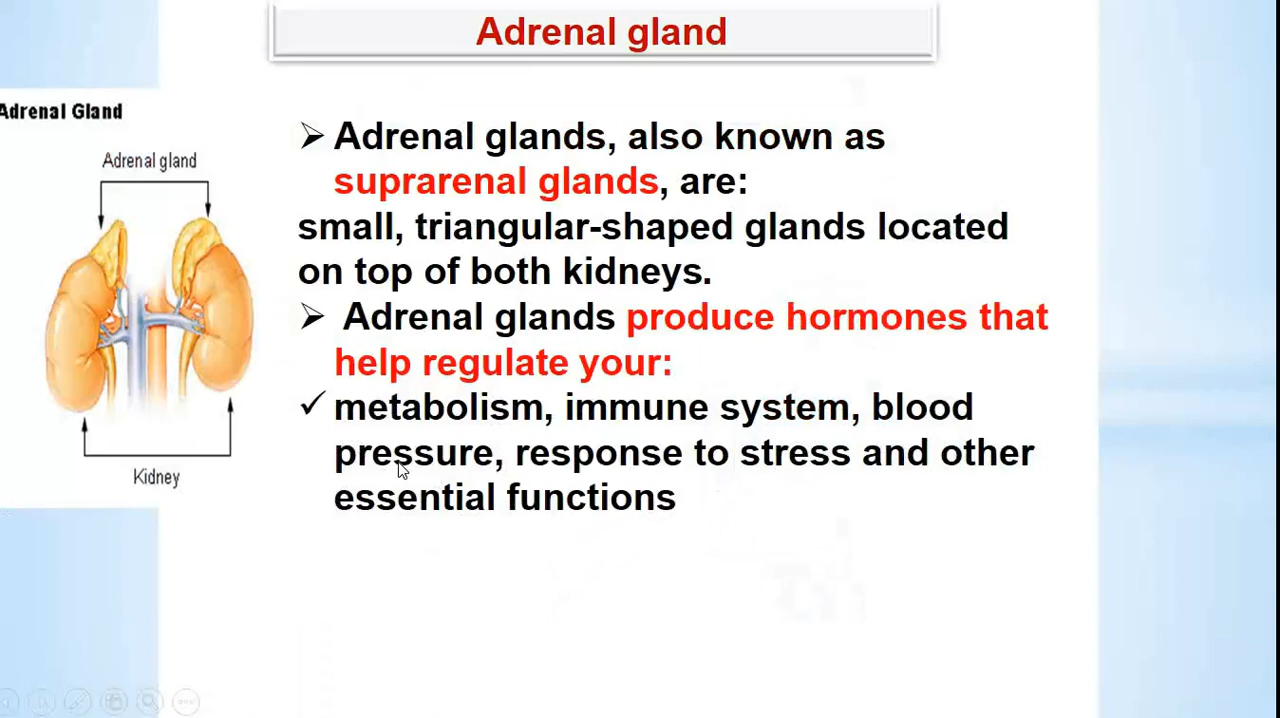 Adrenal gland
Adrenal Gland
Adrenal gland
Kidney
➢ Adrenal glands, also known as
suprarenal glands, are:
small, triangular-shaped glands located
on top of both kidneys.
➢ Adrenal glands produce hormones that
help regulate your:
✓ metabolism, immune system, blood
pressure, response to stress and other
essential functions